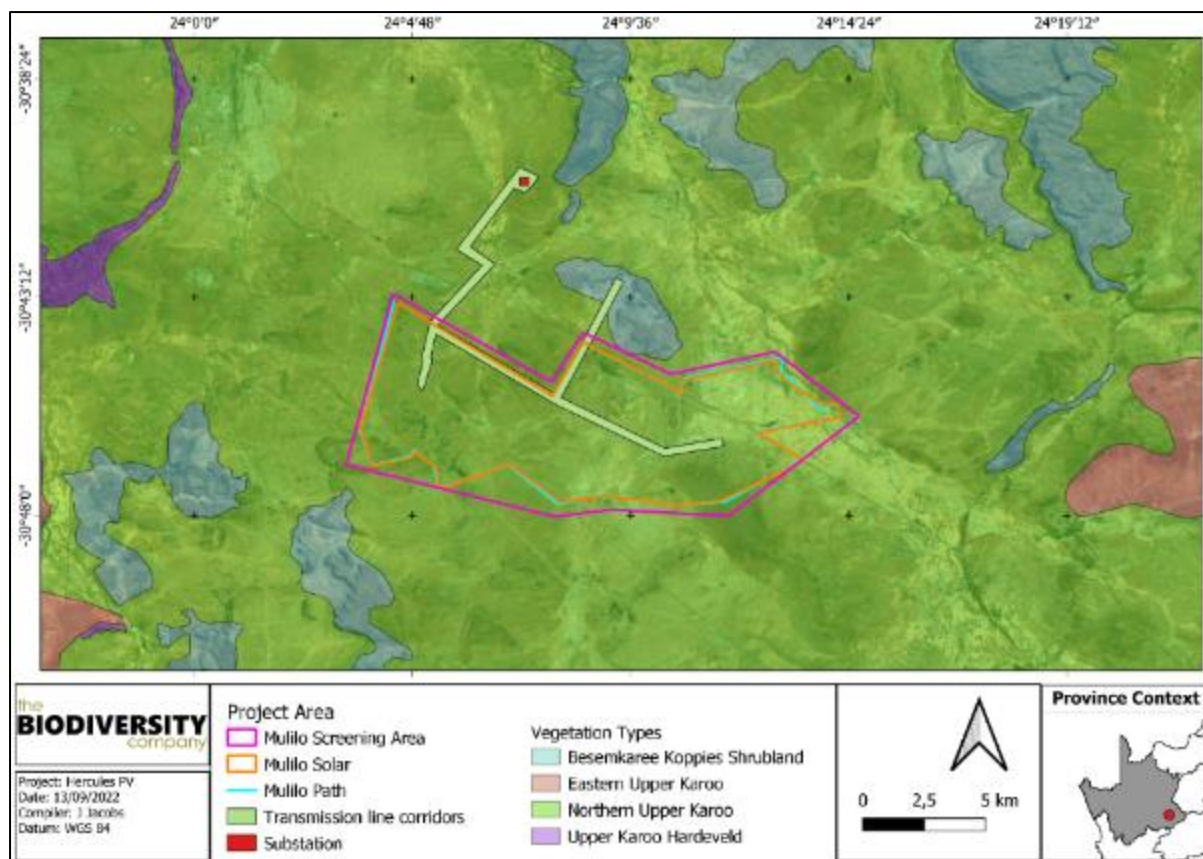 24°0'0"
24°4'48"
24°9'36"
24°14'24"
24°19'12"
-30°38'24"
-30°43'12"
-30°48'0"
the
BIODIVERSITY
company
Project: Hercules PV
Date: 13/09/2022
Compiler: J Jacobs
Datum: WGS 84
Project Area
Mulilo Screening Area
Mulilo Solar
Mulilo Path
Transmission line corridors
Substation
Vegetation Types
Besemkaree Koppies Shrubland
Eastern Upper Karoo
Northern Upper Karoo
Upper Karoo Hardeveld
0 2,5 5 km
Province Context